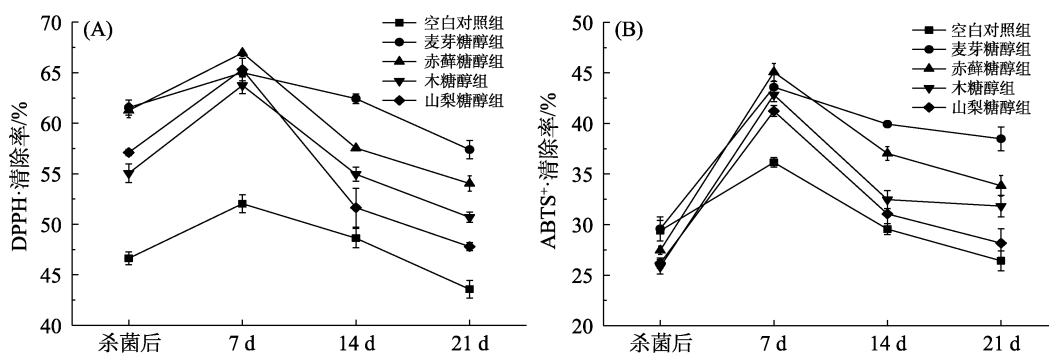 (A)
空白对照组
麦芽糖醇组
赤藓糖醇组
木糖醇组
山梨糖醇组
DPPH·清除率/%
70
65
60
55
50
45
40
杀菌后 7 d 14 d 21 d
(B)
空白对照组
麦芽糖醇组
赤藓糖醇组
木糖醇组
山梨糖醇组
ABTS⁺·清除率/%
50
45
40
35
30
25
20
杀菌后 7 d 14 d 21 d